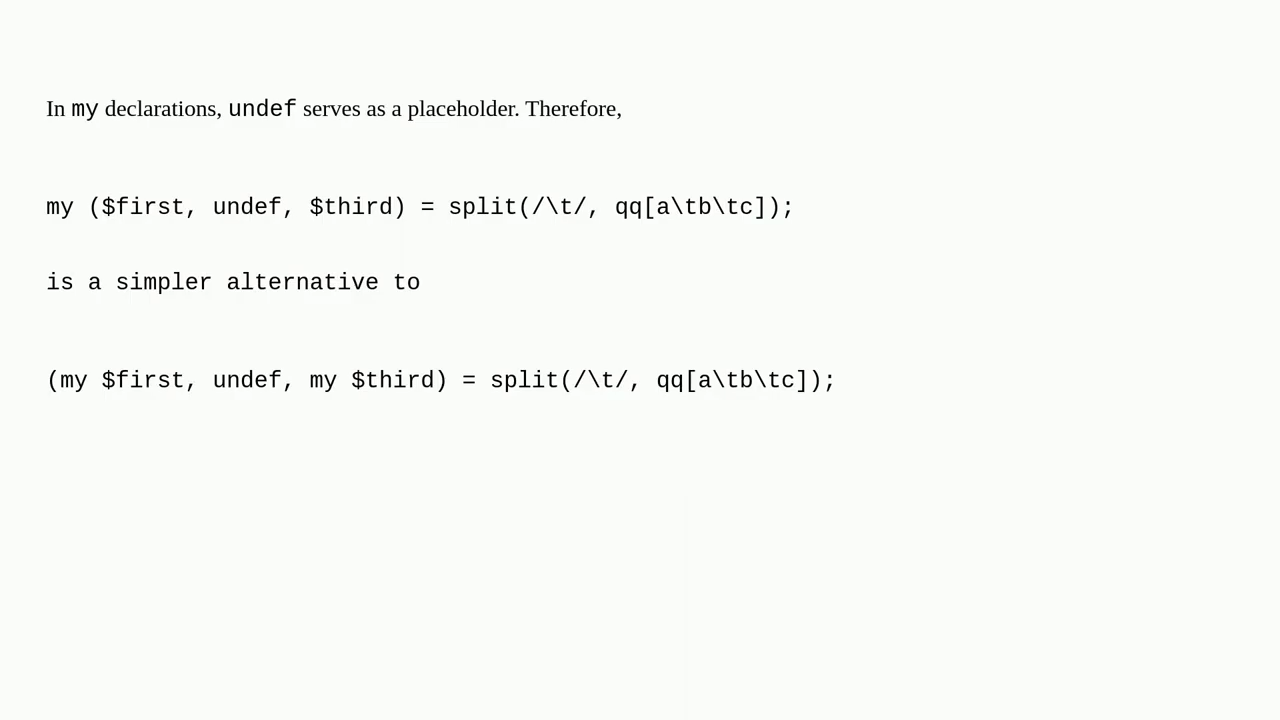 In my declarations, undef serves as a placeholder. Therefore,
my ($first, undef, $third) = split(/\t/, qq[a\tb\tc]);
is a simpler alternative to
(my $first, undef, my $third) = split(/\t/, qq[a\tb\tc]);